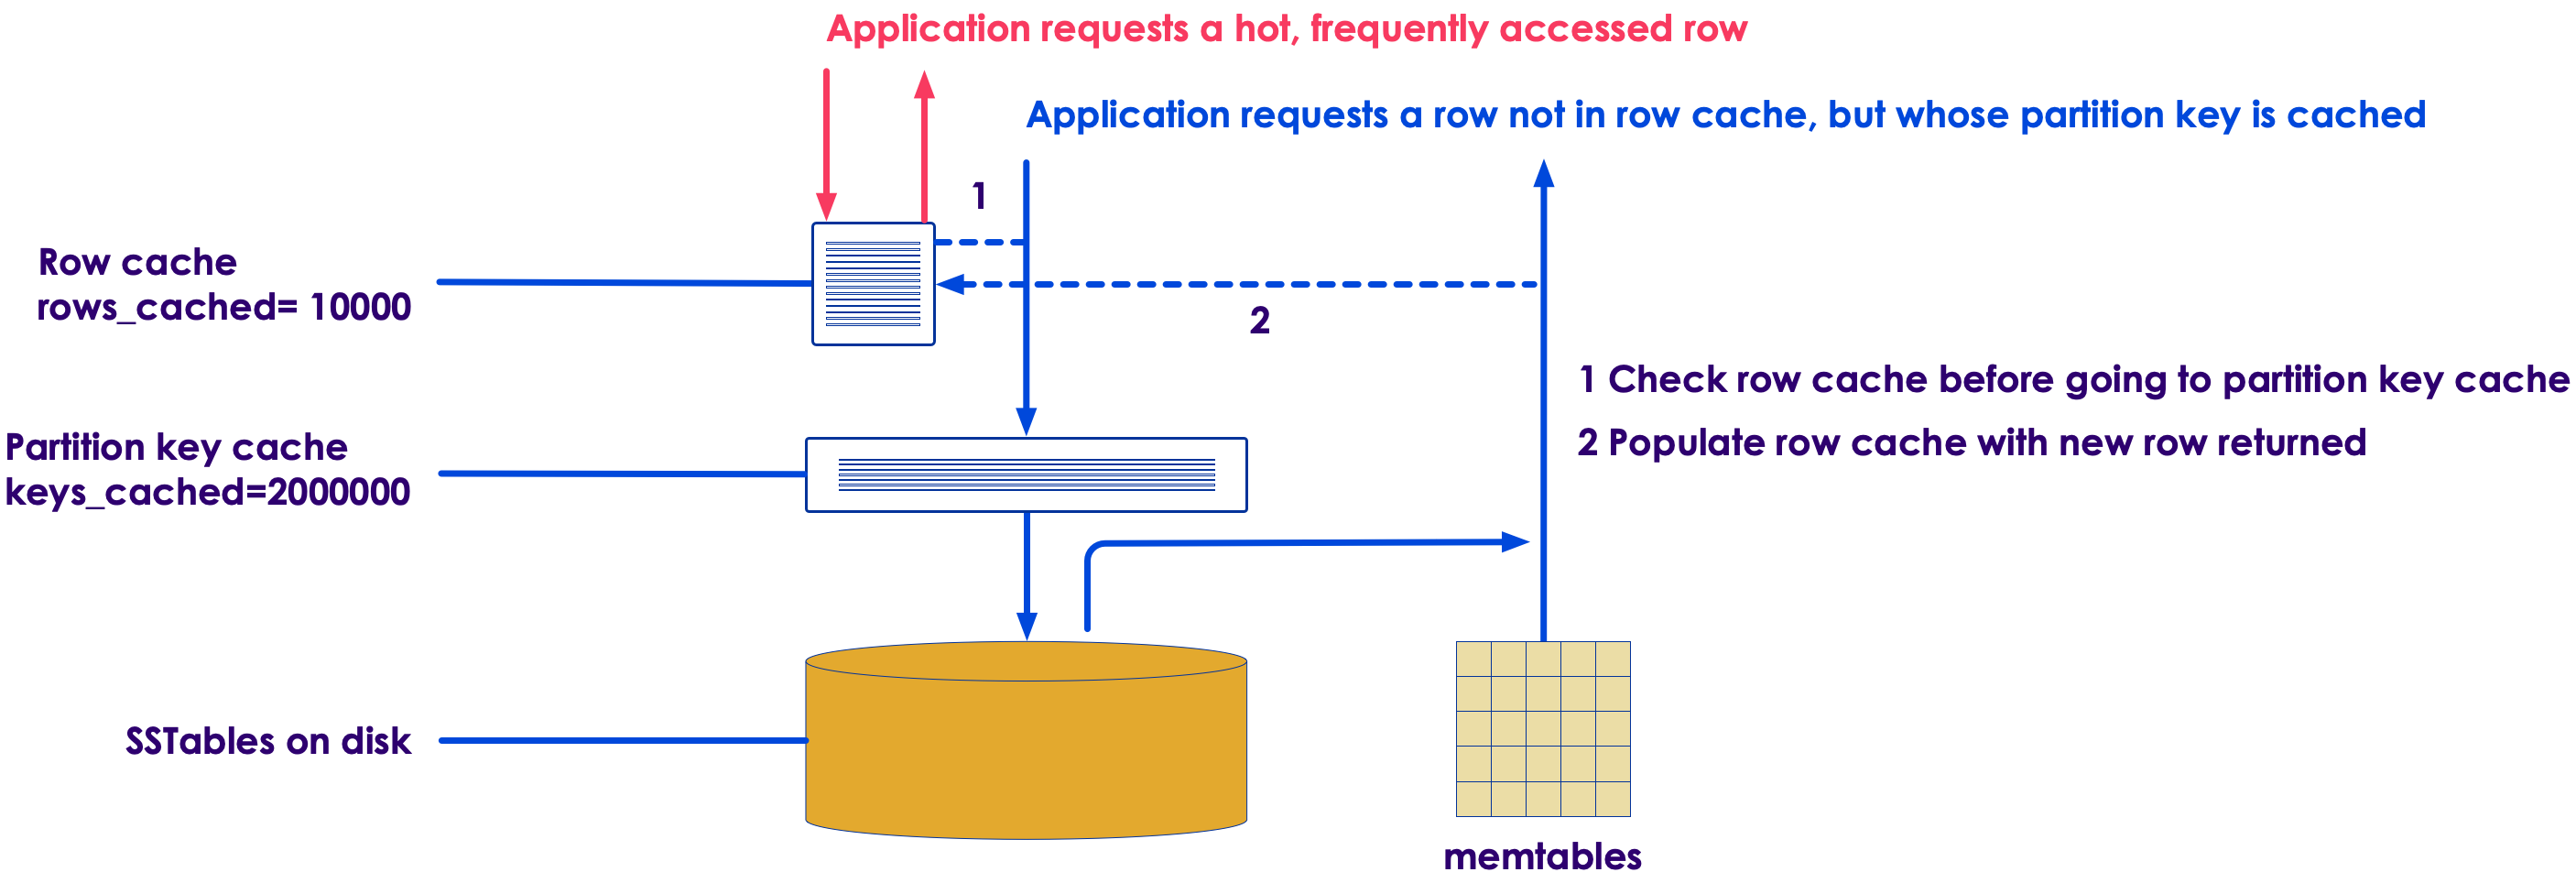 Application requests a hot, frequently accessed row
Application requests a row not in row cache, but whose partition key is cached
1
Row cache
rows_cached= 10000
2
1 Check row cache before going to partition key cache
2 Populate row cache with new row returned
Partition key cache
keys_cached=2000000
SSTables on disk
memtables